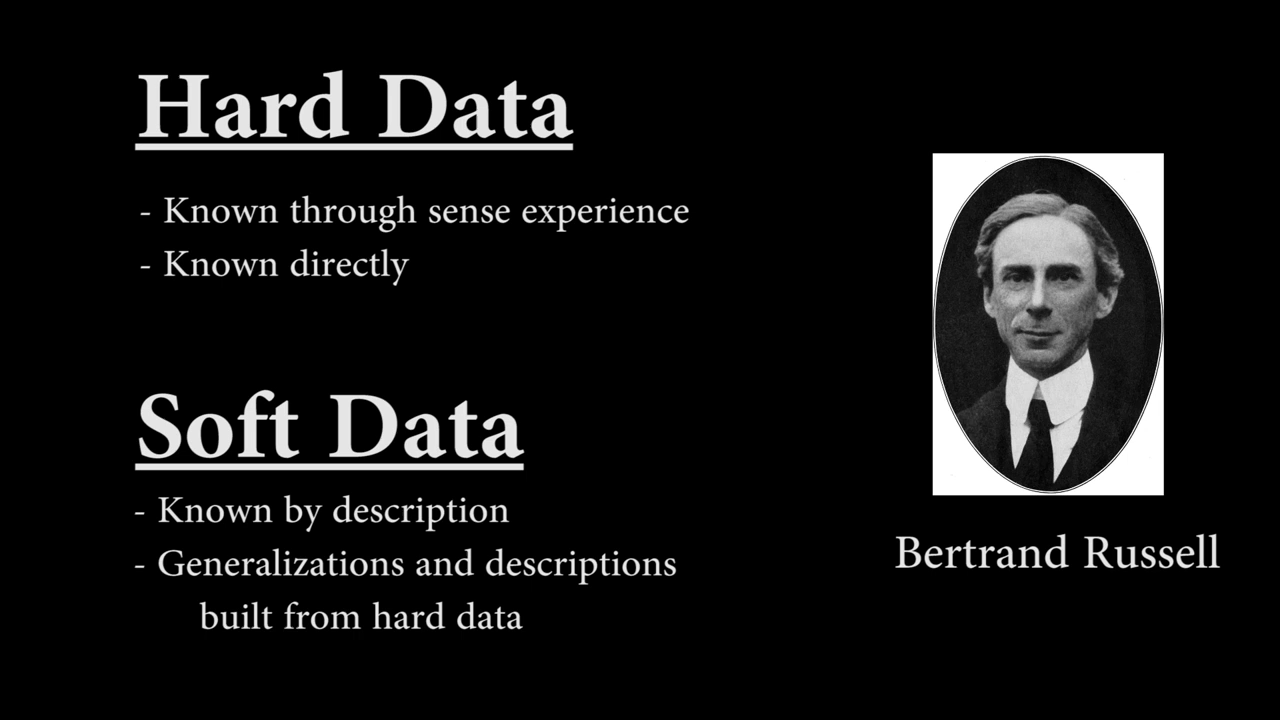 Hard Data
- Known through sense experience
- Known directly
Soft Data
- Known by description
- Generalizations and descriptions
built from hard data
Bertrand Russell